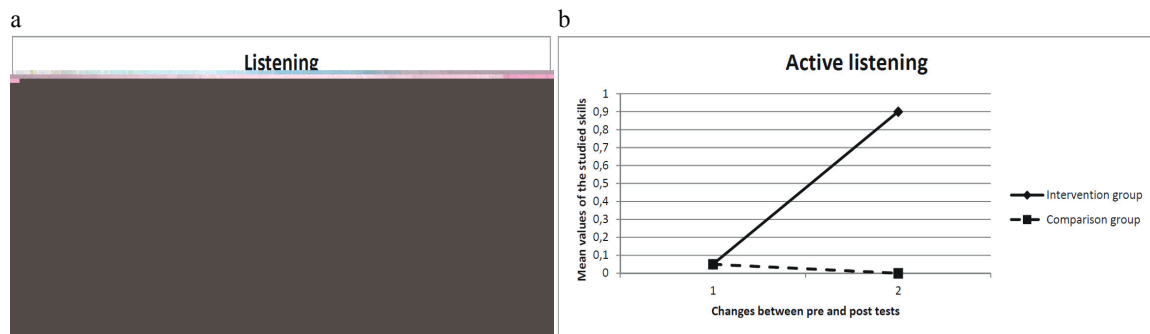 a
b
Listening
Active listening
Mean values of the studied skills
1
0,9
0,8
0,7
0,6
0,5
0,4
0,3
0,2
0,1
0
1
2
Changes between pre and post tests
Intervention group
Comparison group